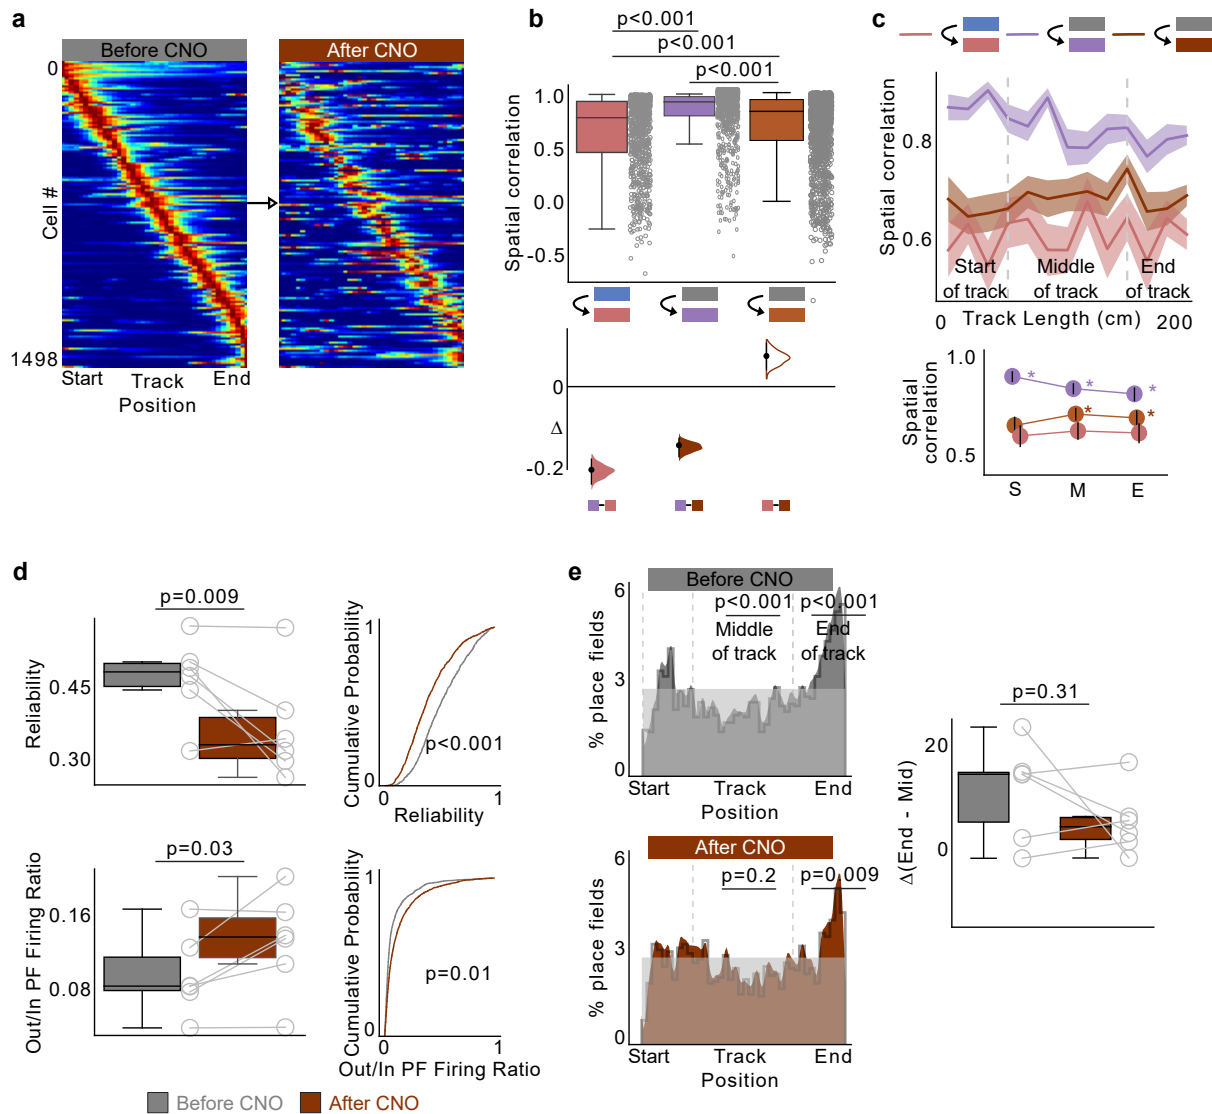 a
Before CNO
After CNO
0
Cell #
1498
Start
Track
Position
End
b
p<0.001
p<0.001
p<0.001
Spatial correlation
1.0
0.5
0.0
-0.5
0
Δ
-0.2
c
Spatial correlation
0.8
0.6
Start
of track
Middle
of track
End
of track
0
Track Length (cm)
200
Spatial
correlation
1.0
0.5
*
*
*
*
*
S
M
E
d
p=0.009
Reliability
0.45
0.30
Cumulative Probability
1
0
p<0.001
0
1
Reliability
p=0.03
Out/In PF Firing Ratio
0.16
0.08
Cumulative Probability
1
0
p=0.01
0
1
Out/In PF Firing Ratio
Before CNO
After CNO
e
Before CNO
% place fields
6
3
0
p<0.001
Middle
of track
p<0.001
End
of track
Start
Track
Position
End
After CNO
% place fields
6
3
0
p=0.2
p=0.009
Start
Track
Position
End
p=0.31
Δ(End - Mid)
20
0